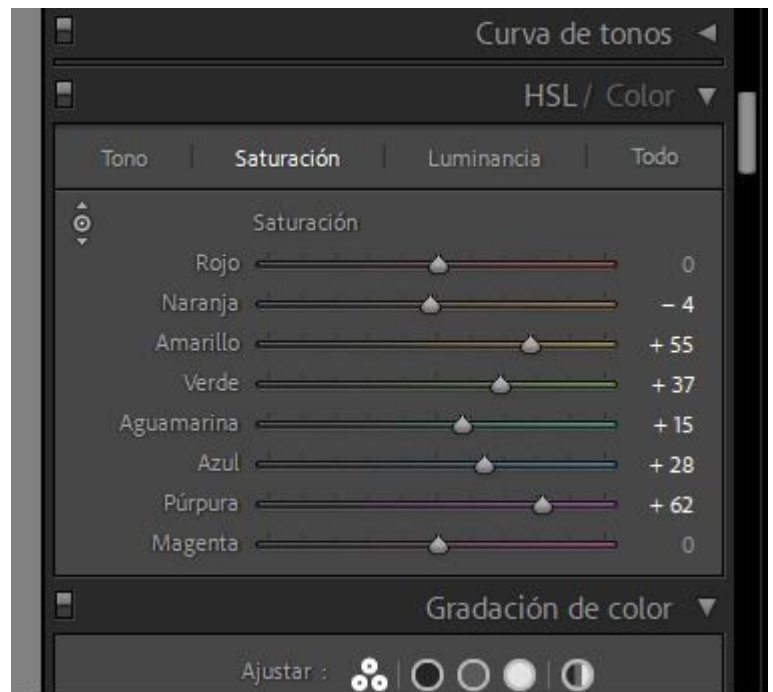 Curva de tonos
HSL / Color
Tono Saturación Luminancia Todo
Saturación
Rojo 0
Naranja – 4
Amarillo + 55
Verde + 37
Aguamarina + 15
Azul + 28
Púrpura + 62
Magenta 0
Gradación de color
Ajustar :